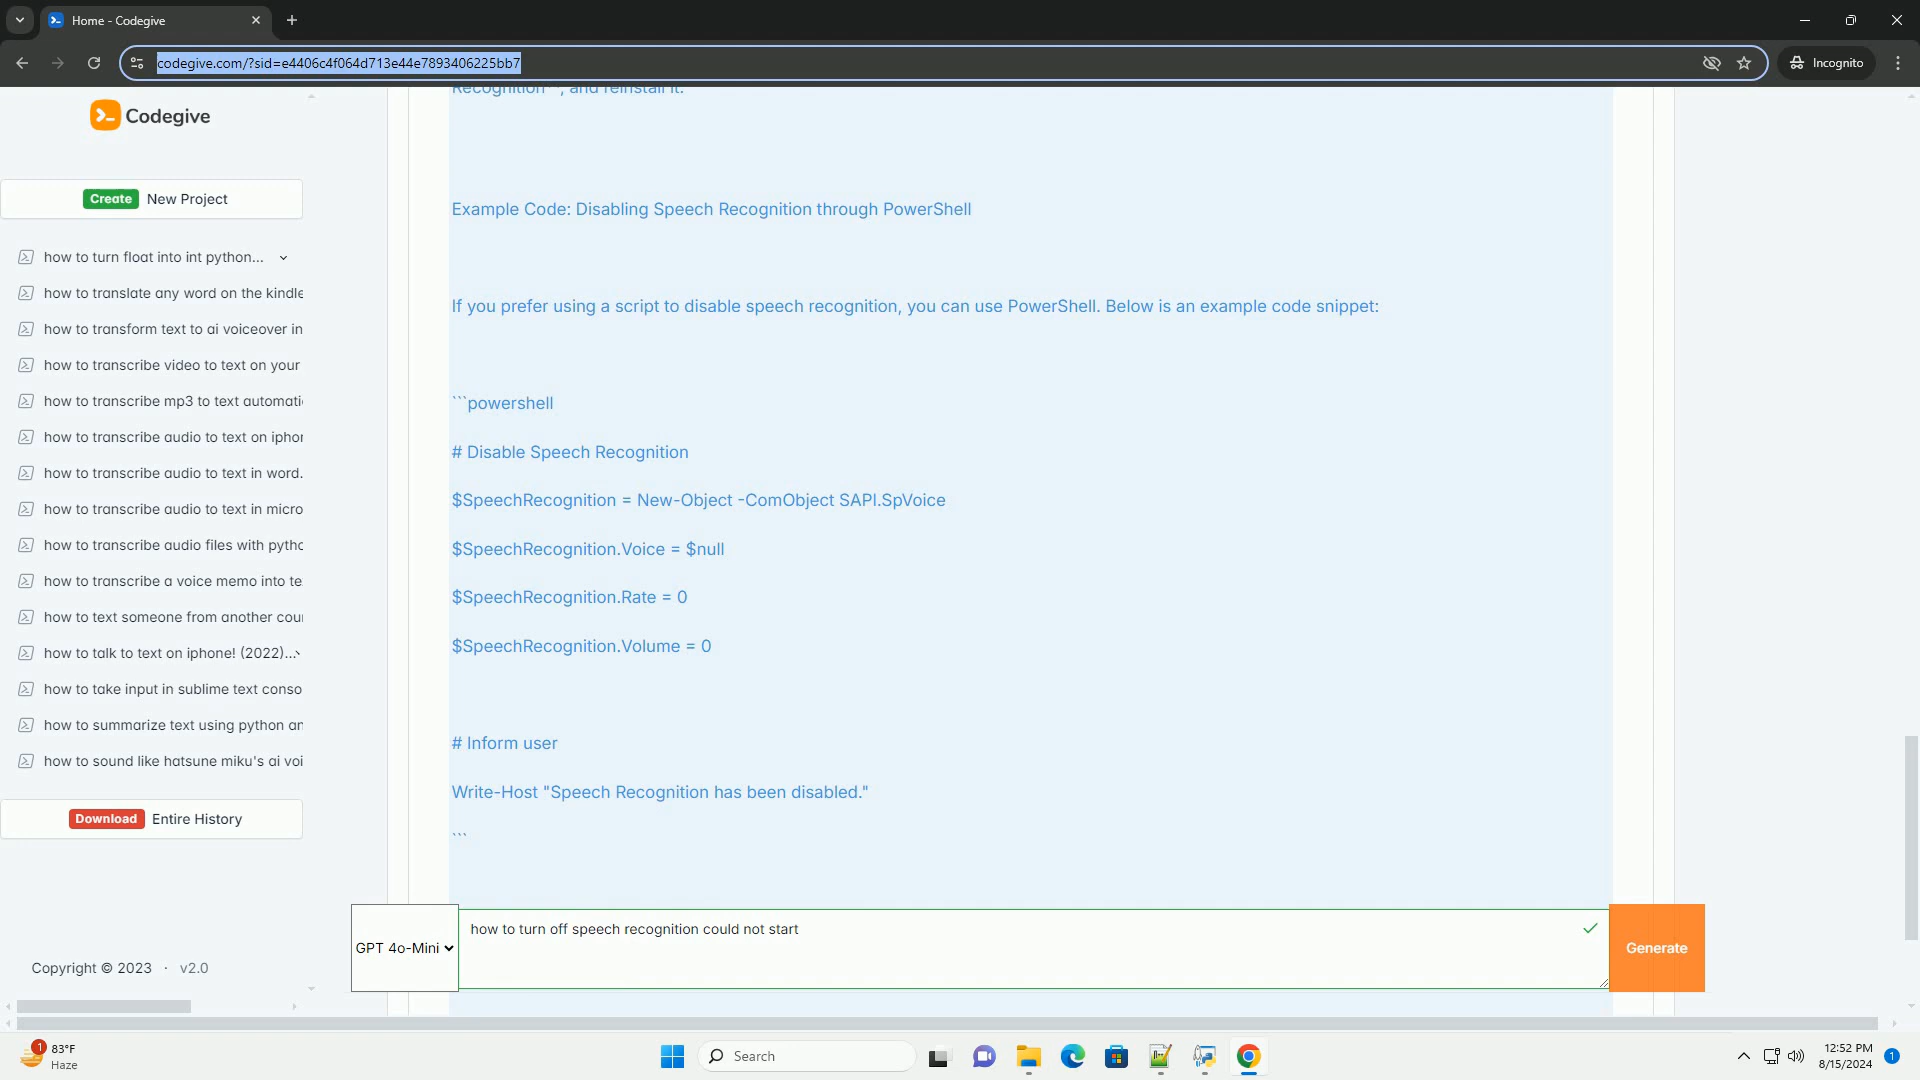 Home - Codegive
codegive.com/?sid=e4406c4f064d713e44e7893406225bb7
Incognito
Codegive
Create New Project
how to turn float into int python...
how to translate any word on the kindle
how to transform text to ai voiceover in
how to transcribe video to text on your
how to transcribe mp3 to text automati
how to transcribe audio to text on iphon
how to transcribe audio to text in word.
how to transcribe audio to text in micro
how to transcribe audio files with pytho
how to transcribe a voice memo into te
how to text someone from another cou
how to talk to text on iphone! (2022)...
how to take input in sublime text conso
how to summarize text using python an
how to sound like hatsune miku's ai voi
Download Entire History
Copyright © 2023 · v2.0
Recognition**, and reinstall it.
Example Code: Disabling Speech Recognition through PowerShell
If you prefer using a script to disable speech recognition, you can use PowerShell. Below is an example code snippet:
```powershell
# Disable Speech Recognition
$SpeechRecognition = New-Object -ComObject SAPI.SpVoice
$SpeechRecognition.Voice = $null
$SpeechRecognition.Rate = 0
$SpeechRecognition.Volume = 0
# Inform user
Write-Host "Speech Recognition has been disabled."
```
GPT 4o-Mini
how to turn off speech recognition could not start
Generate
1
83°F
Haze
Search
12:52 PM
8/15/2024
1